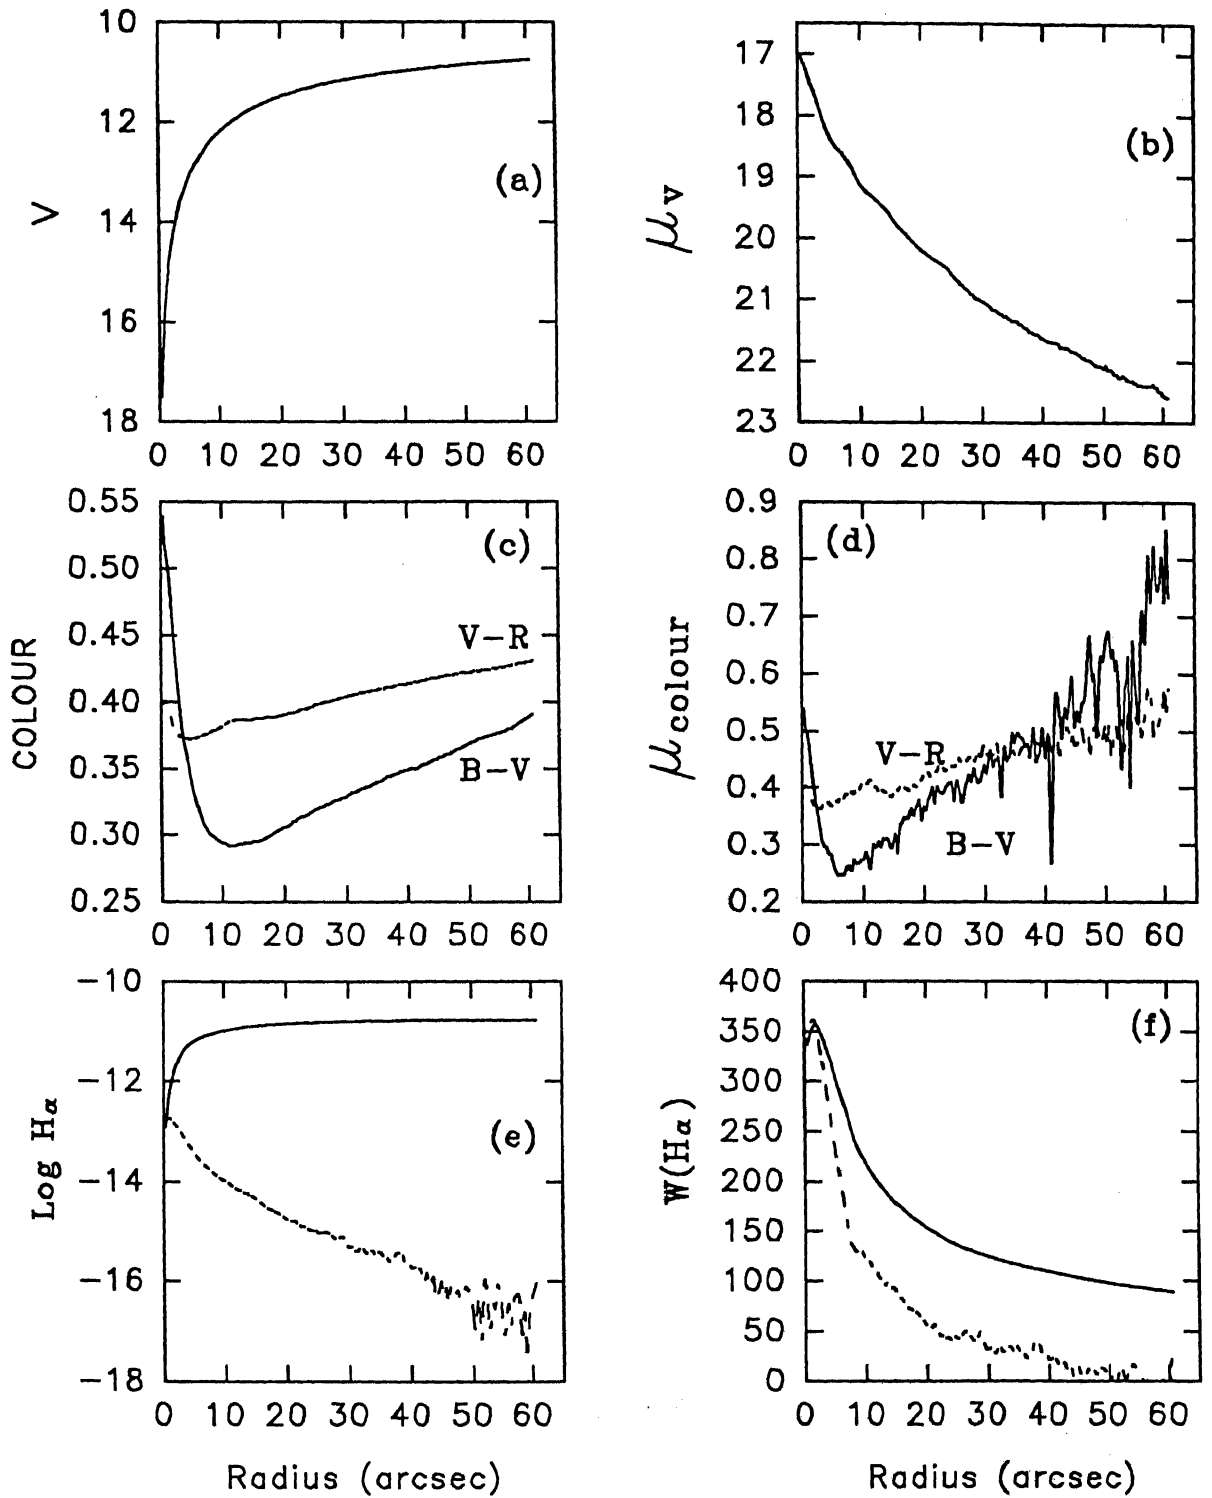 10
12
14
16
18
V
(a)
0 10 20 30 40 50 60
17
18
19
20
21
22
23
μV
(b)
0 10 20 30 40 50 60
0.55
0.50
0.45
0.40
0.35
0.30
0.25
COLOUR
(c)
V-R
B-V
0 10 20 30 40 50 60
0.9
0.8
0.7
0.6
0.5
0.4
0.3
0.2
μcolour
(d)
V-R
B-V
0 10 20 30 40 50 60
-10
-12
-14
-16
-18
Log Hα
(e)
0 10 20 30 40 50 60
Radius (arcsec)
400
350
300
250
200
150
100
50
0
W(Hα)
(f)
0 10 20 30 40 50 60
Radius (arcsec)